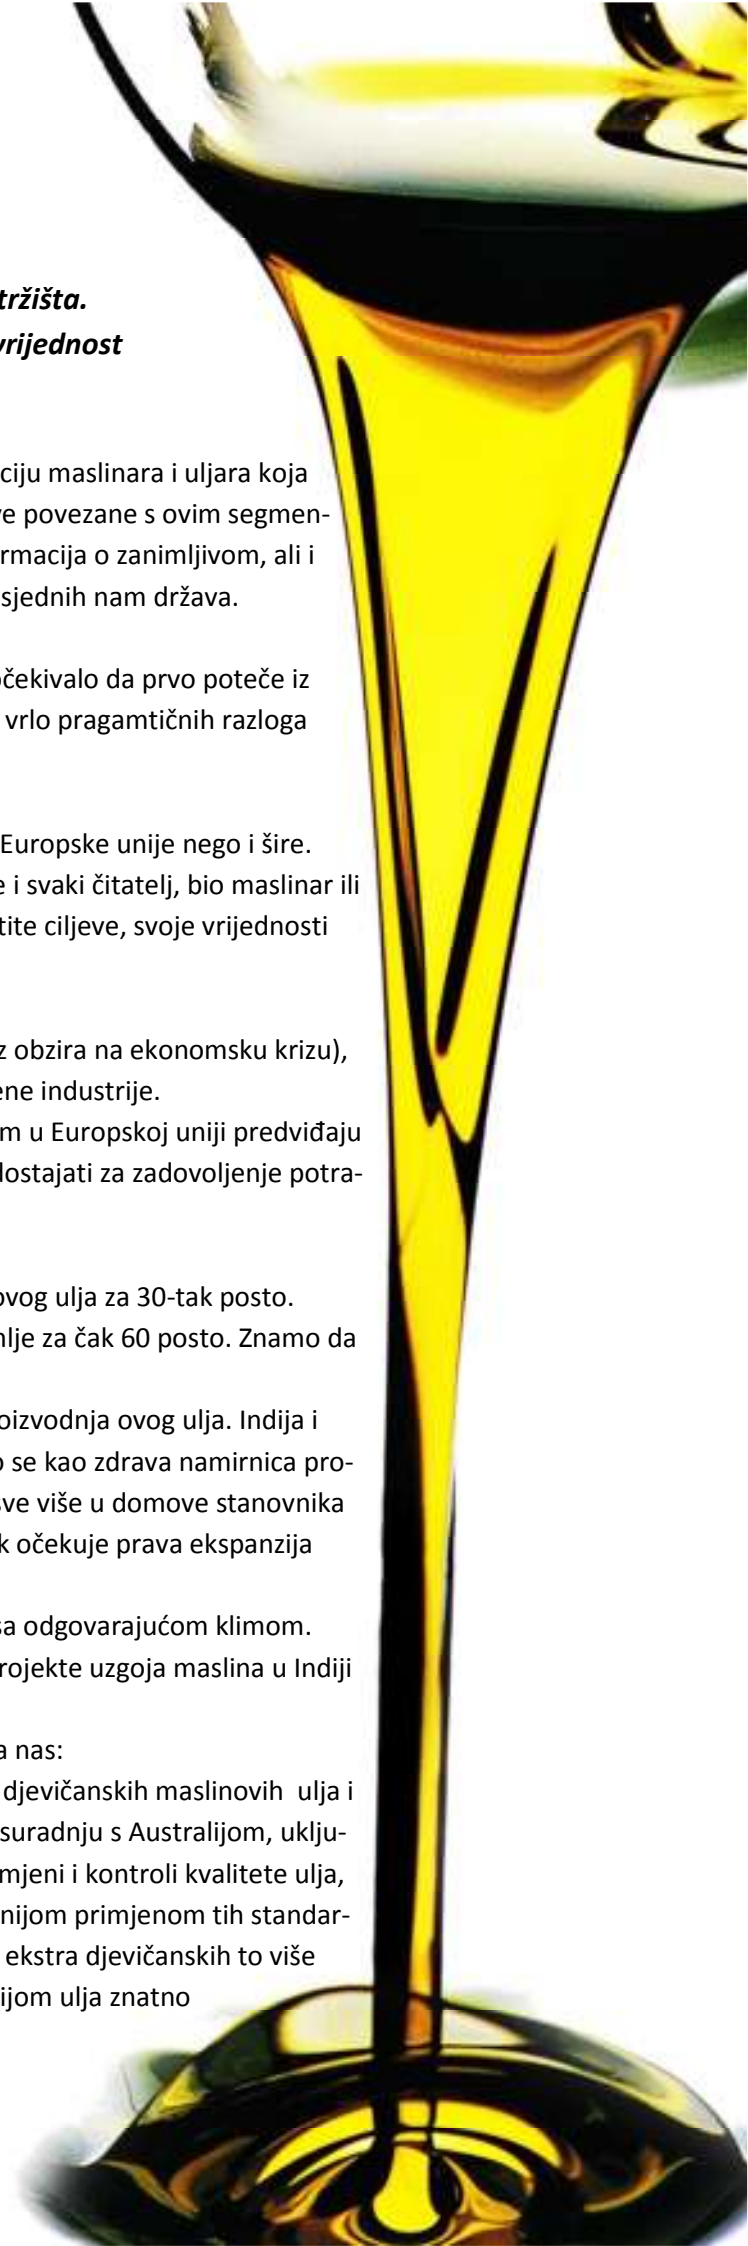 tržišta.
vrijednost
ciju maslinara i uljara koja
ve povezane s ovim segmen-
rmacija o zanimljivom, ali i
sjednih nam država.
očekivalo da prvo poteče iz
vrlo pragamtičnih razloga
Europske unije nego i šire.
e i svaki čitatelj, bio maslinar ili
tite ciljeve, svoje vrijednosti
z obzira na ekonomsku krizu),
ene industrije.
m u Europskoj uniji predviđaju
dostajati za zadovoljenje potra-
ovog ulja za 30-tak posto.
nlje za čak 60 posto. Znamo da
oizvodnja ovog ulja. Indija i
o se kao zdrava namirnica pro-
sve više u domove stanovnika
k očekuje prava ekspanzija
sa odgovarajućom klimom.
rojekte uzgoja maslina u Indiji
a nas:
djevičanskih maslinovih ulja i
suradnju s Australijom, uklju-
mjeni i kontroli kvalitete ulja,
nijom primjenom tih standar-
ekstra djevičanskih to više
ijom ulja znatno